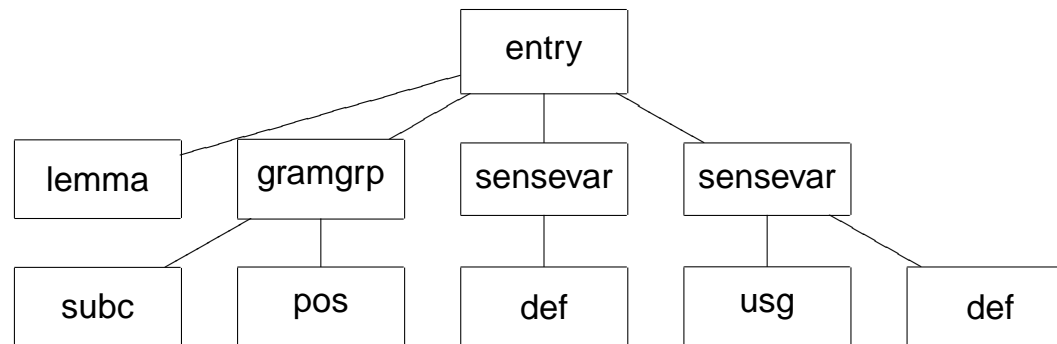 entry
lemma gramgrp sensevar sensevar
subc pos def usg def